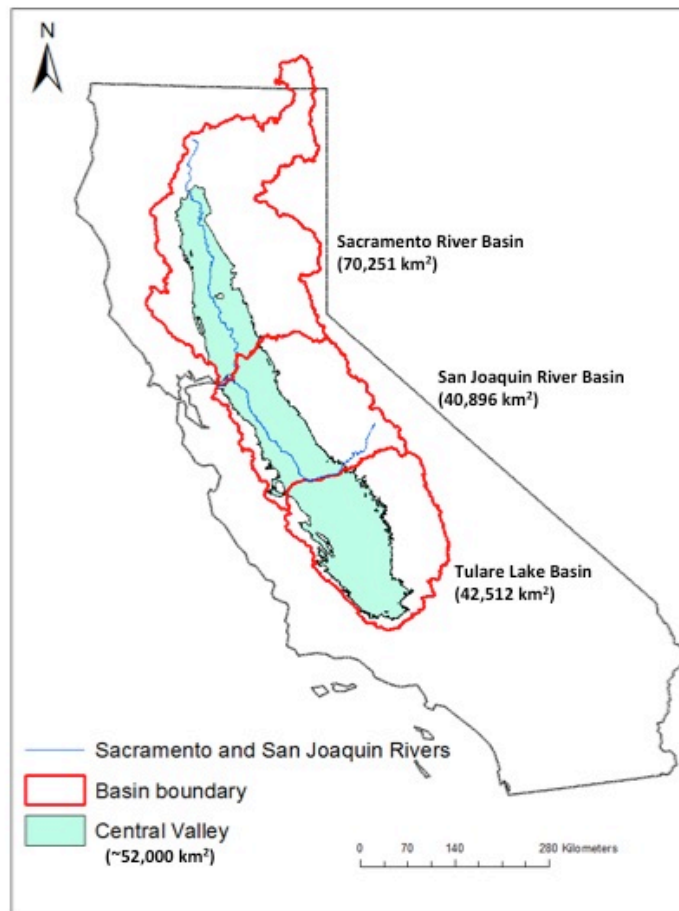 N
Sacramento River Basin
(70,251 km²)
San Joaquin River Basin
(40,896 km²)
Tulare Lake Basin
(42,512 km²)
Sacramento and San Joaquin Rivers
Basin boundary
Central Valley
(~52,000 km²)
0 70 140 280 Kilometers